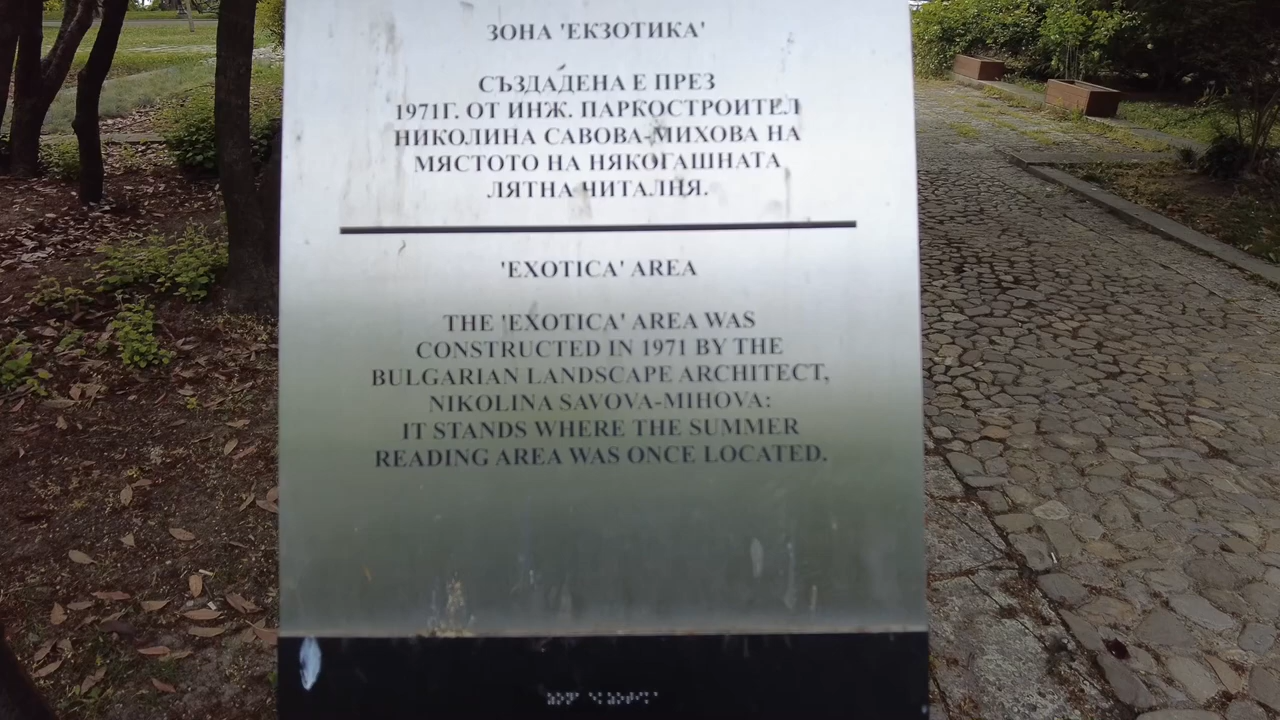 ЗОНА 'ЕКЗОТИКА'
СЪЗДАДЕНА Е ПРЕЗ
1971Г. ОТ ИНЖ. ПАРКОСТРОИТЕЛ
НИКОЛИНА САВОВА-МИХОВА НА
МЯСТОТО НА НЯКОГАШНАТА
ЛЯТНА ЧИТАЛНЯ.
'EXOTICA' AREA
THE 'EXOTICA' AREA WAS
CONSTRUCTED IN 1971 BY THE
BULGARIAN LANDSCAPE ARCHITECT,
NIKOLINA SAVOVA-MIHOVA:
IT STANDS WHERE THE SUMMER
READING AREA WAS ONCE LOCATED.